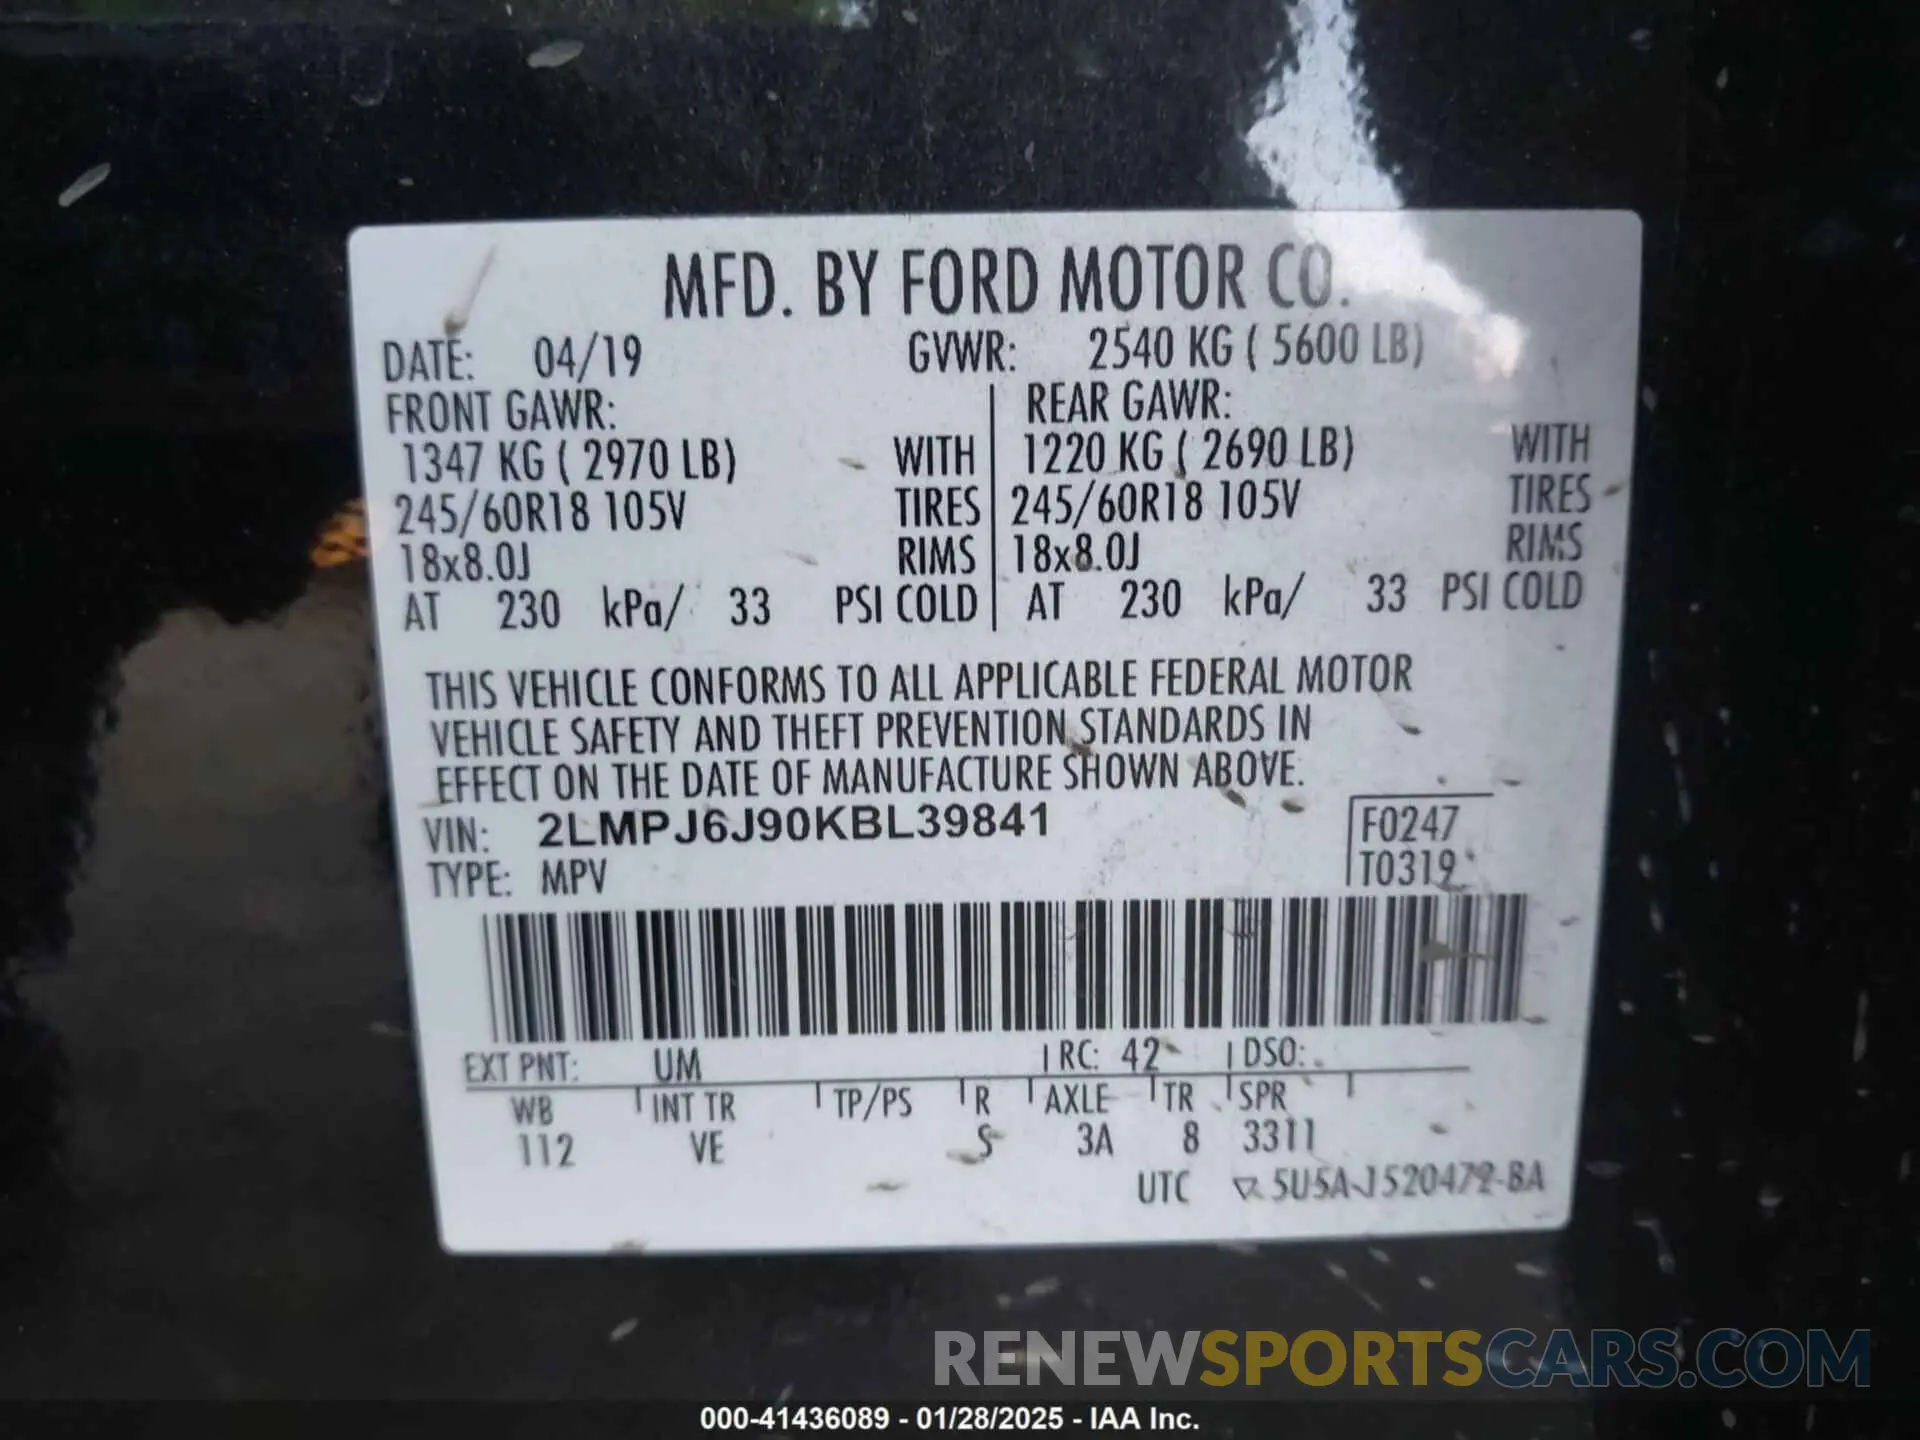 MFD. BY FORD MOTOR CO.
DATE: 04/19 GVWR: 2540 KG ( 5600 LB)
FRONT GAWR: REAR GAWR:
1347 KG ( 2970 LB) WITH 1220 KG ( 2690 LB) WITH
245/60R18 105V TIRES 245/60R18 105V TIRES
18x8.0J RIMS 18x8.0J RIMS
AT 230 kPa/ 33 PSI COLD AT 230 kPa/ 33 PSI COLD
THIS VEHICLE CONFORMS TO ALL APPLICABLE FEDERAL MOTOR
VEHICLE SAFETY AND THEFT PREVENTION STANDARDS IN
EFFECT ON THE DATE OF MANUFACTURE SHOWN ABOVE.
VIN: 2LMPJ6J90KBL39841 F0247
TYPE: MPV T0319
EXT PNT: UM RC: 42 DSO:
WB INT TR TP/PS R AXLE TR SPR
112 VE S 3A 8 3311
UTC 5U5A-1520472-BA
RENEWSPORTSCARS.COM
000-41436089 - 01/28/2025 - IAA Inc.